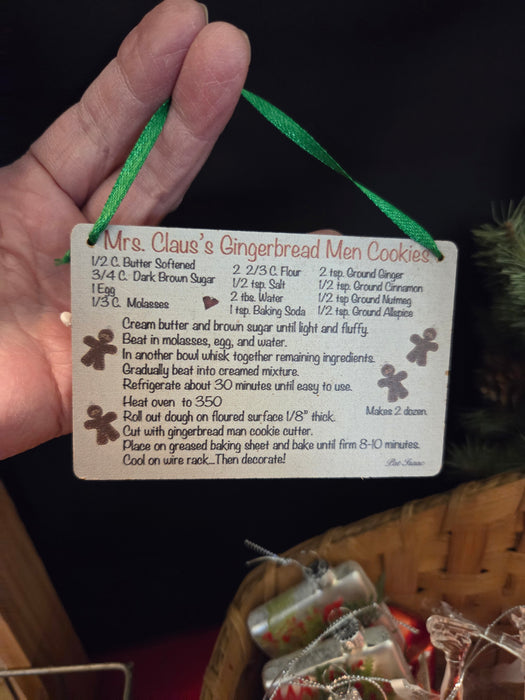 Mrs. Claus's Gingerbread Men Cookies
1/2 C. Butter Softened
3/4 C. Dark Brown Sugar
1 Egg
1/3 C. Molasses
2 2/3 C. Flour
1/2 tsp. Salt
2 tbs. Water
1 tsp. Baking Soda
2 tsp. Ground Ginger
1/2 tsp. Ground Cinnamon
1/2 tsp Ground Nutmeg
1/2 tsp. Ground Allspice
Cream butter and brown sugar until light and fluffy.
Beat in molasses, egg, and water.
In another bowl whisk together remaining ingredients.
Gradually beat into creamed mixture.
Refrigerate about 30 minutes until easy to use.
Heat oven to 350
Roll out dough on floured surface 1/8" thick.
Cut with gingerbread man cookie cutter.
Place on greased baking sheet and bake until firm 8-10 minutes.
Cool on wire rack...Then decorate!
Makes 2 dozen.